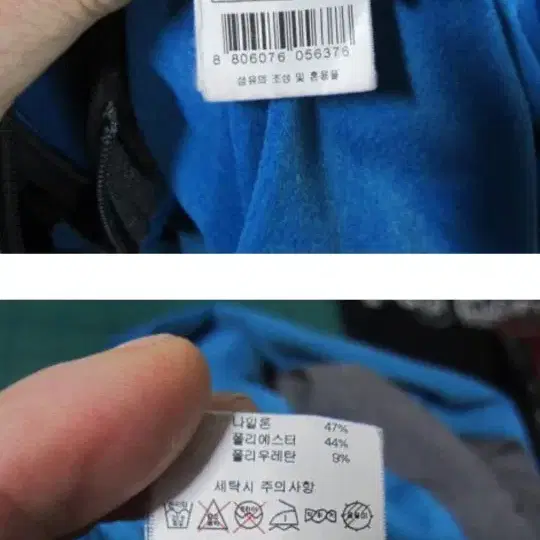 8 806076 056376
섬유의 조성 및 혼용율
나일론 47%
폴리에스터 44%
폴리우레탄 9%
세탁시 주의사항